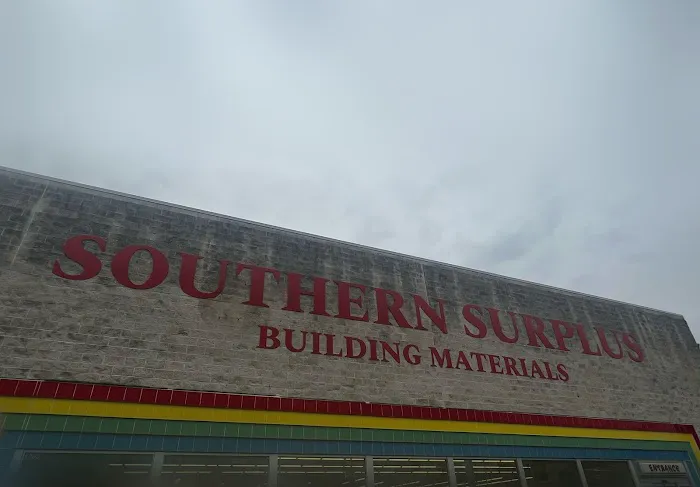 SOUTHERN SURPLUS
BUILDING MATERIALS
ENTRANCE